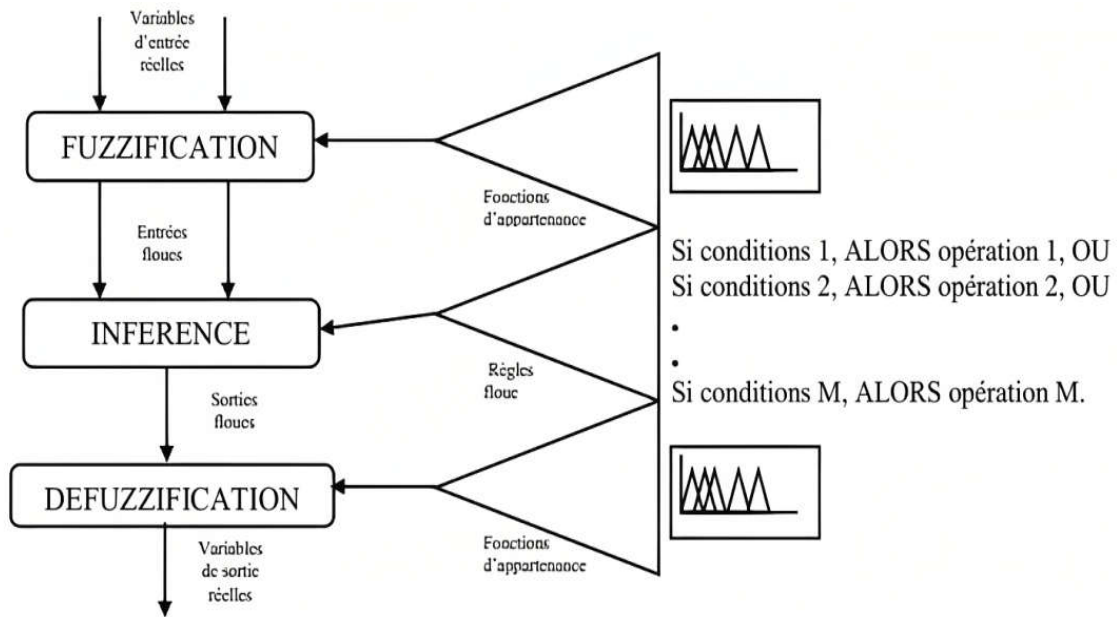 Variables
d'entrée
réelles
FUZZIFICATION
Fonctions
d'appartenance
Entrées
floues
Si conditions 1, ALORS opération 1, OU
Si conditions 2, ALORS opération 2, OU
•
•
Si conditions M, ALORS opération M.
INFERENCE
Règles
floue
Sorties
floues
DEFUZZIFICATION
Fonctions
d'appartenance
Variables
de sortie
réelles